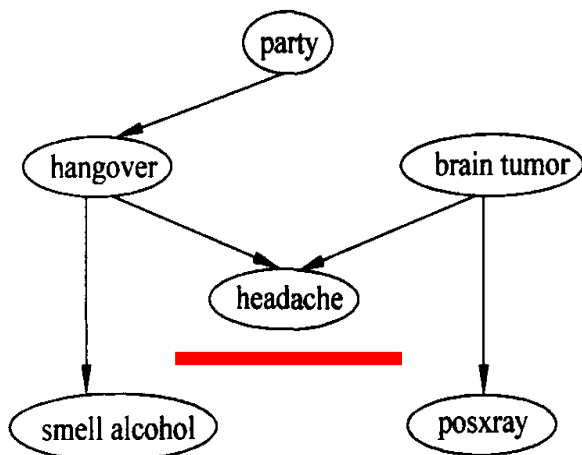 party
hangover
brain tumor
headache
smell alcohol
posxray